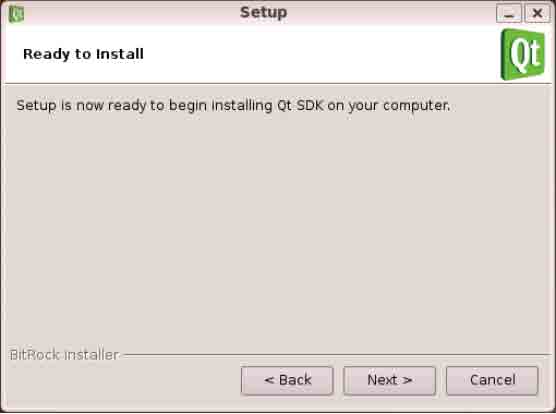 Setup
Ready to Install
Qt
Setup is now ready to begin installing Qt SDK on your computer.
BitRock Installer
< Back
Next >
Cancel